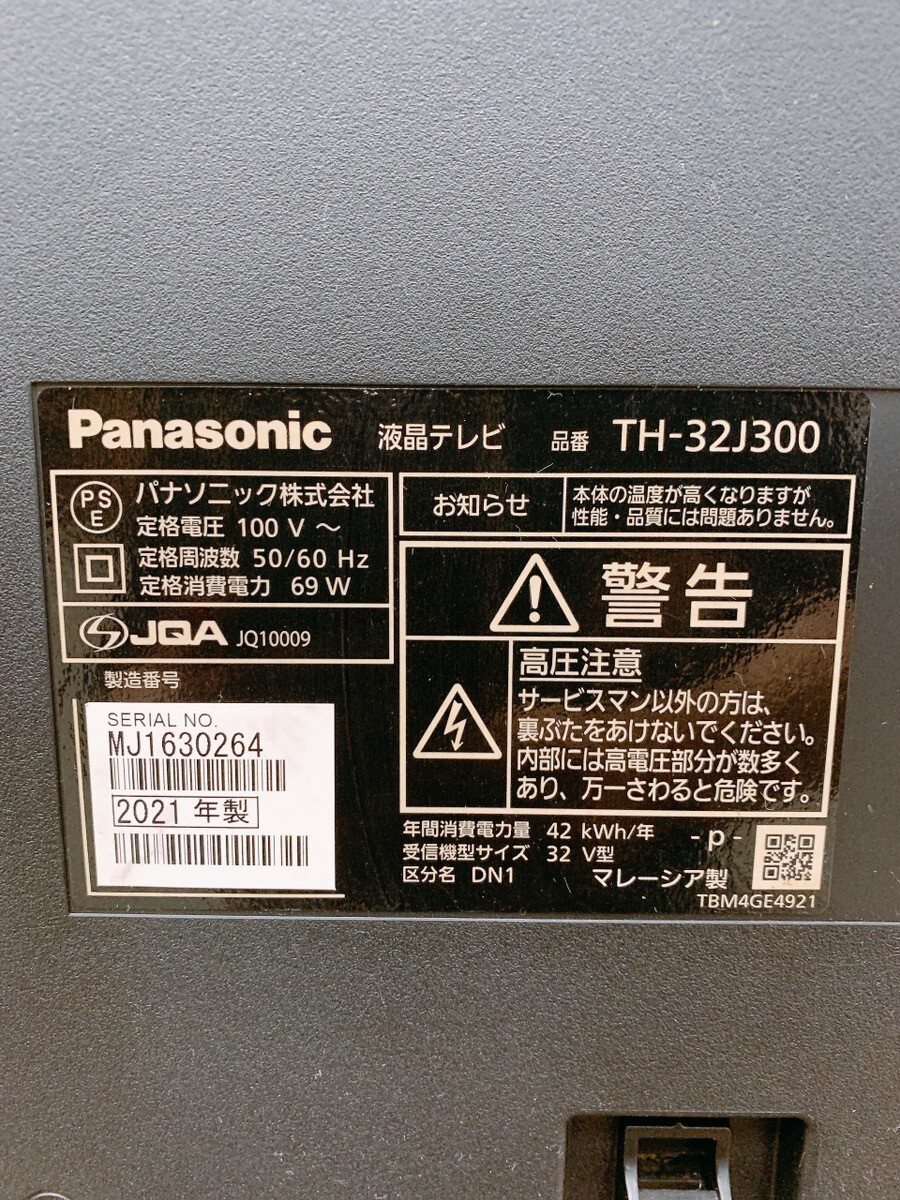 Panasonic 液晶テレビ 品番 TH-32J300
PS
E
パナソニック株式会社
定格電圧 100 V ～
定格周波数 50/60 Hz
定格消費電力 69 W
JQA JQ10009
製造番号
SERIAL NO.
MJ1630264
2021 年製
お知らせ
本体の温度が高くなりますが
性能・品質には問題ありません。
警告
高圧注意
サービスマン以外の方は、
裏ぶたをあけないでください。
内部には高電圧部分が数多く
あり、万一さわると危険です。
年間消費電力量 42 kWh/年 -p-
受信機型サイズ 32 V型
区分名 DN1 マレーシア製
TBM4GE4921